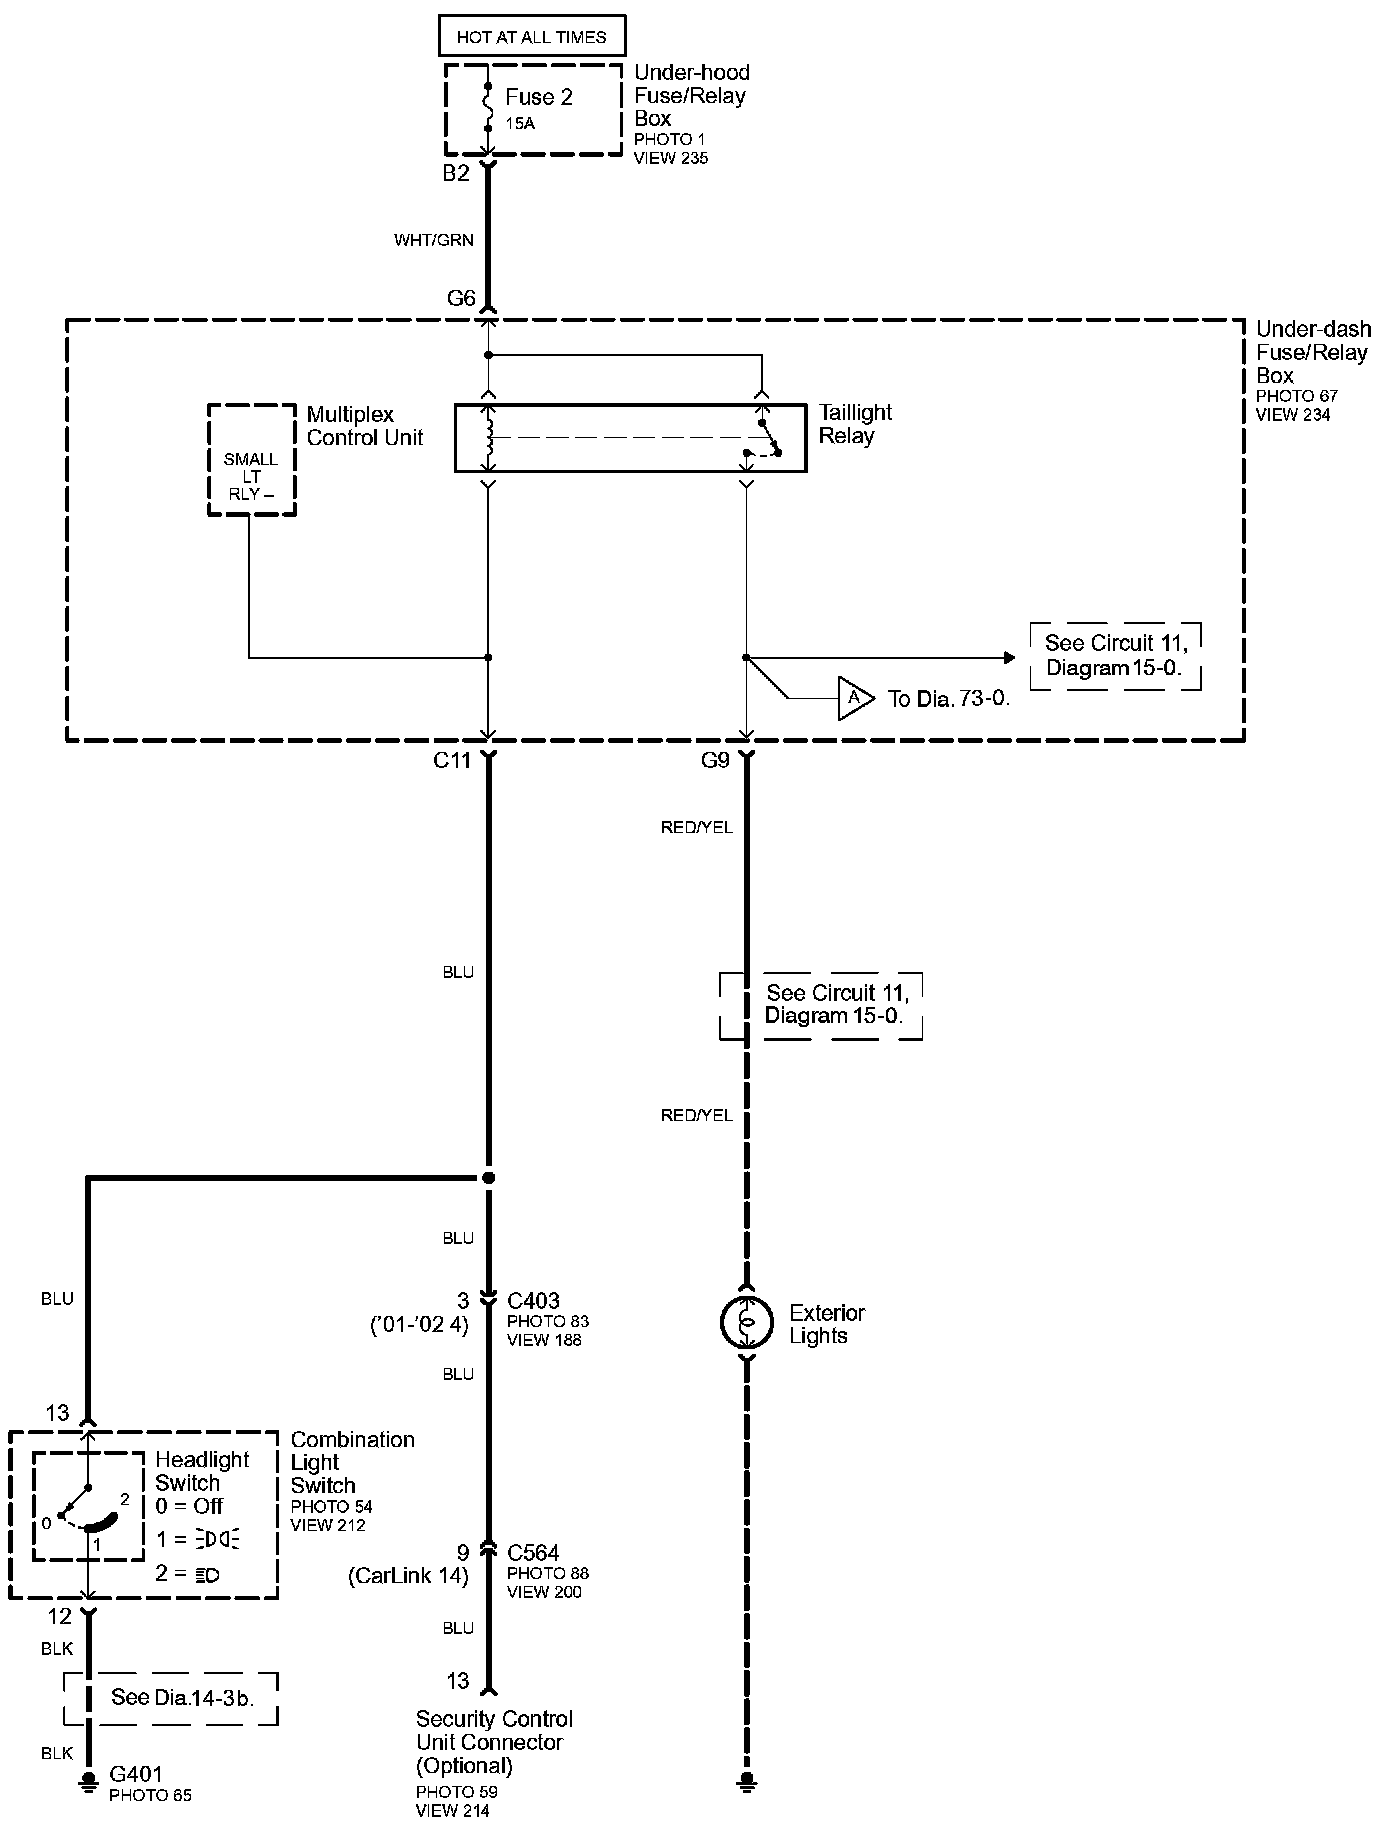 HOT AT ALL TIMES
Under-hood
Fuse/Relay
Box
PHOTO 1
VIEW 235
Fuse 2
15A
B2
WHT/GRN
G6
Under-dash
Fuse/Relay
Box
PHOTO 67
VIEW 234
Multiplex
Control Unit
SMALL
LT
RLY –
Taillight
Relay
See Circuit 11,
Diagram 15-0.
A
To Dia. 73-0.
C11
G9
RED/YEL
BLU
See Circuit 11,
Diagram 15-0.
RED/YEL
BLU
BLU
3
('01-'02 4)
C403
PHOTO 83
VIEW 188
Exterior
Lights
BLU
13
Combination
Light
Switch
PHOTO 54
VIEW 212
Headlight
Switch
0 = Off
1 =
2 =
0
1
2
9
(CarLink 14)
C564
PHOTO 88
VIEW 200
12
BLK
BLU
See Dia.14-3b.
13
Security Control
Unit Connector
(Optional)
PHOTO 59
VIEW 214
BLK
G401
PHOTO 65